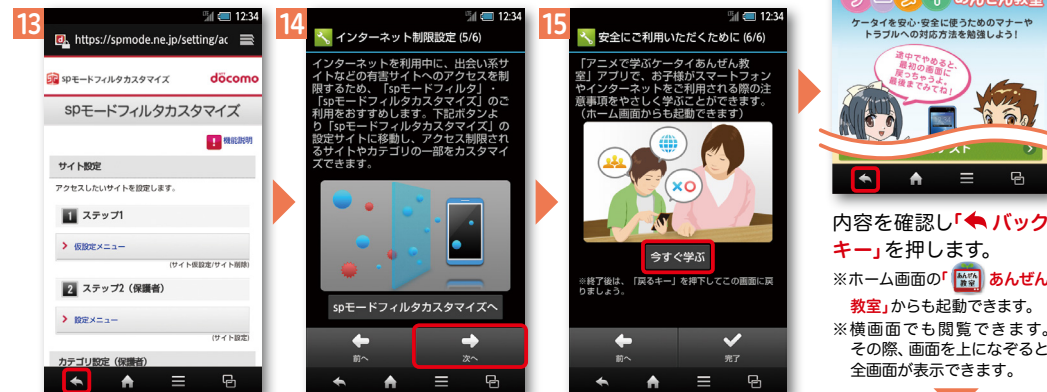 13
12:34
https://spmode.ne.jp/setting/ac
spモードフィルタカスタマイズ
döcomo
spモードフィルタカスタマイズ
! 機能説明
サイト設定
アクセスしたいサイトを設定します。
1 ステップ1
仮設定メニュー
(サイト仮設定/サイト削除)
2 ステップ2(保護者)
設定メニュー
(サイト設定)
カテゴリ設定(保護者)
14
12:34
インターネット制限設定 (5/6)
インターネットを利用中に、出会い系サ
イトなどの有害サイトへのアクセスを制
限するため、「spモードフィルタ」・
「spモードフィルタカスタマイズ」のご
利用をおすすめします。下記ボタンよ
り「spモードフィルタカスタマイズ」の
設定サイトに移動し、アクセス制限され
るサイトやカテゴリの一部をカスタマイ
ズできます。
spモードフィルタカスタマイズへ
前へ
次へ
15
12:34
安全にご利用いただくために (6/6)
「アニメで学ぶケータイあんぜん教
室」アプリで、お子様がスマートフォン
やインターネットをご利用される際の注
意事項をやさしく学ぶことができます。
(ホーム画面からも起動できます)
今すぐ学ぶ
※終了後は、「戻るキー」を押下してこの画面に戻
りましょう。
前へ
完了
あんぜん教室
ケータイを安心・安全に使うためのマナーや
トラブルへの対応方法を勉強しよう!
途中でやめると、
最初の画面に
戻っちゃうよ。
最後までみてね!
スト
内容を確認し「バック
キー」を押します。
※ホーム画面の「あんぜん教室 あんぜん
教室」からも起動できます。
※横画面でも閲覧できます。
その際、画面を上になぞると
全画面が表示できます。